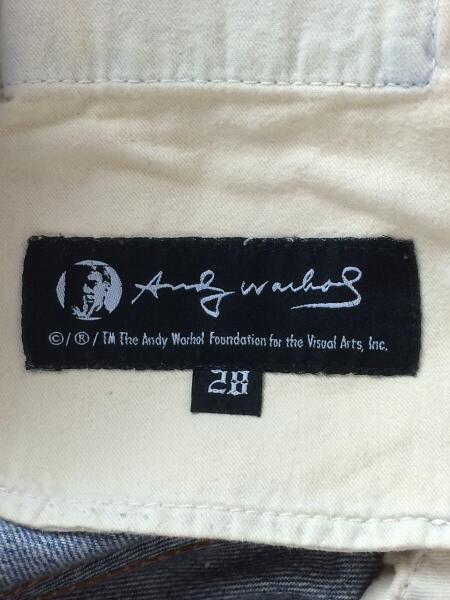 Andy Warhol
©/®/TM The Andy Warhol Foundation for the Visual Arts, Inc.
28